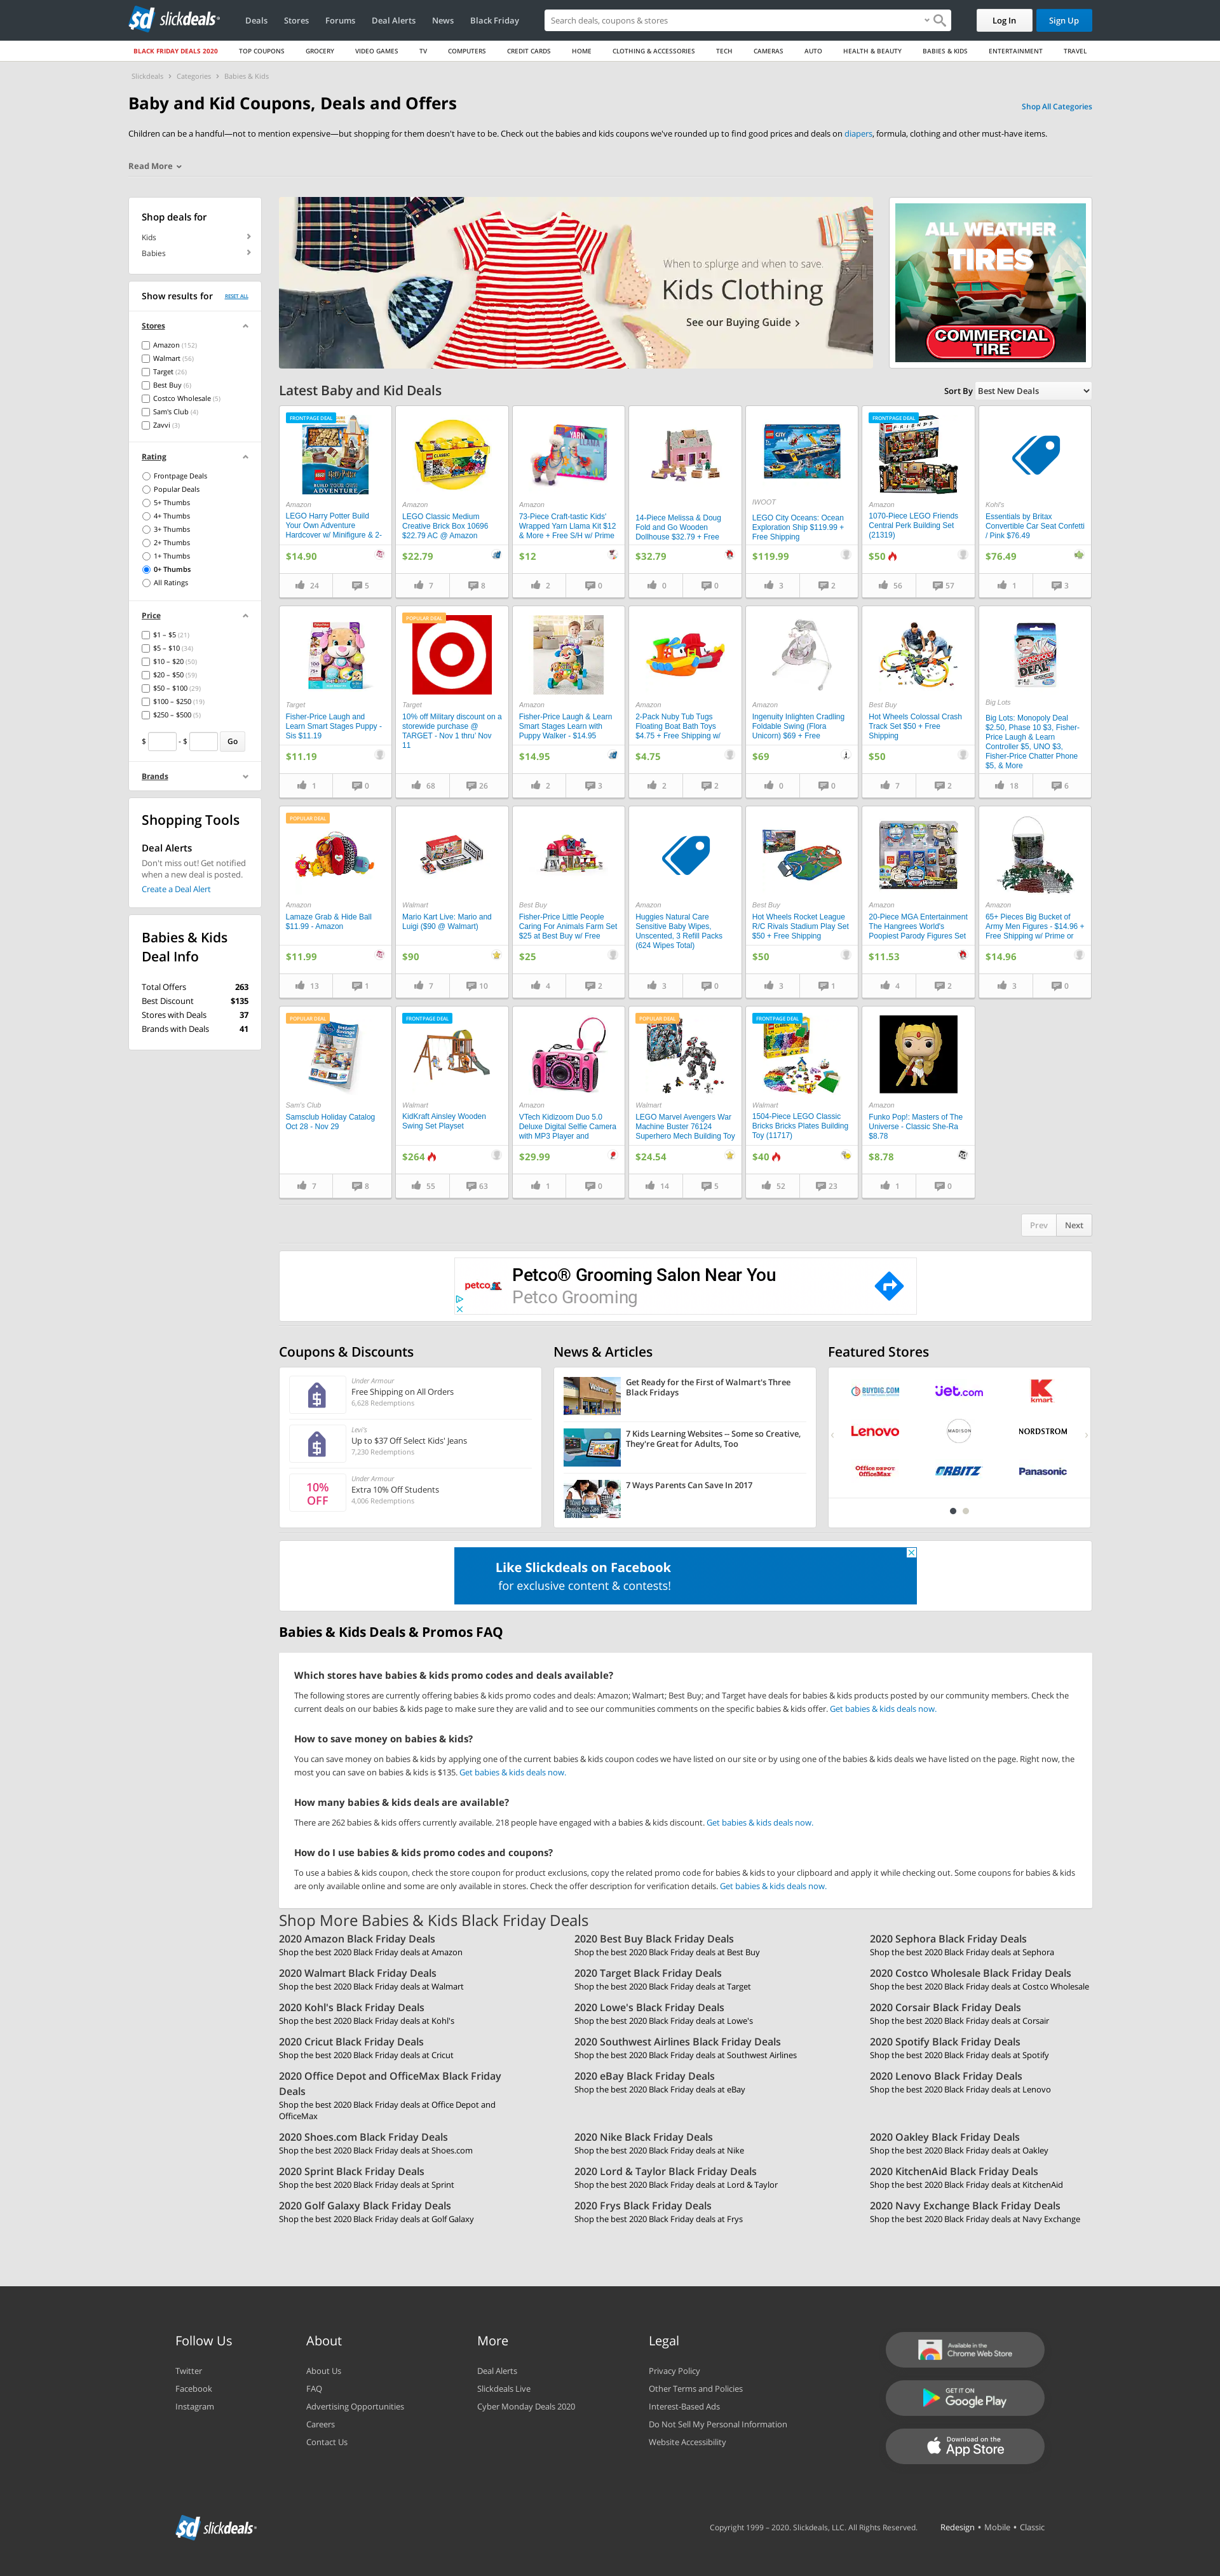 slickdeals
Deals Stores Forums Deal Alerts News Black Friday
Search deals, coupons & stores
Log In
Sign Up
BLACK FRIDAY DEALS 2020 TOP COUPONS GROCERY VIDEO GAMES TV COMPUTERS CREDIT CARDS HOME CLOTHING & ACCESSORIES TECH CAMERAS AUTO HEALTH & BEAUTY BABIES & KIDS ENTERTAINMENT TRAVEL
Slickdeals › Categories › Babies & Kids
Baby and Kid Coupons, Deals and Offers
Shop All Categories
Children can be a handful—not to mention expensive—but shopping for them doesn't have to be. Check out the babies and kids coupons we've rounded up to find good prices and deals on diapers, formula, clothing and other must-have items.
Read More
Shop deals for
Kids
Babies
Show results for
RESET ALL
Stores
Amazon (152)
Walmart (56)
Target (26)
Best Buy (6)
Costco Wholesale (5)
Sam's Club (4)
Zavvi (3)
Rating
Frontpage Deals
Popular Deals
5+ Thumbs
4+ Thumbs
3+ Thumbs
2+ Thumbs
1+ Thumbs
0+ Thumbs
All Ratings
Price
$1 – $5 (21)
$5 – $10 (34)
$10 – $20 (50)
$20 – $50 (59)
$50 – $100 (29)
$100 – $250 (19)
$250 – $500 (5)
$ - $ Go
Brands
Shopping Tools
Deal Alerts
Don't miss out! Get notified
when a new deal is posted.
Create a Deal Alert
Babies & Kids
Deal Info
Total Offers 263
Best Discount $135
Stores with Deals 37
Brands with Deals 41
When to splurge and when to save.
Kids Clothing
See our Buying Guide
ALL WEATHER
TIRES
COMMERCIAL
TIRE
Latest Baby and Kid Deals
Sort By Best New Deals
FRONTPAGE DEAL
Amazon
LEGO Harry Potter Build
Your Own Adventure
Hardcover w/ Minifigure & 2-
$14.90
24 5
Amazon
LEGO Classic Medium
Creative Brick Box 10696
$22.79 AC @ Amazon
$22.79
7 8
Amazon
73-Piece Craft-tastic Kids'
Wrapped Yarn Llama Kit $12
& More + Free S/H w/ Prime
$12
2 0
14-Piece Melissa & Doug
Fold and Go Wooden
Dollhouse $32.79 + Free
$32.79
0 0
IWOOT
LEGO City Oceans: Ocean
Exploration Ship $119.99 +
Free Shipping
$119.99
3 2
FRONTPAGE DEAL
Amazon
1070-Piece LEGO Friends
Central Perk Building Set
(21319)
$50
56 57
Kohl's
Essentials by Britax
Convertible Car Seat Confetti
/ Pink $76.49
$76.49
1 3
Target
Fisher-Price Laugh and
Learn Smart Stages Puppy -
Sis $11.19
$11.19
1 0
POPULAR DEAL
Target
10% off Military discount on a
storewide purchase @
TARGET - Nov 1 thru' Nov
11
68 26
Amazon
Fisher-Price Laugh & Learn
Smart Stages Learn with
Puppy Walker - $14.95
$14.95
2 3
Amazon
2-Pack Nuby Tub Tugs
Floating Boat Bath Toys
$4.75 + Free Shipping w/
$4.75
2 2
Amazon
Ingenuity Inlighten Cradling
Foldable Swing (Flora
Unicorn) $69 + Free
$69
0 0
Best Buy
Hot Wheels Colossal Crash
Track Set $50 + Free
Shipping
$50
7 2
Big Lots
Big Lots: Monopoly Deal
$2.50, Phase 10 $3, Fisher-
Price Laugh & Learn
Controller $5, UNO $3,
Fisher-Price Chatter Phone
$5, & More
18 6
POPULAR DEAL
Amazon
Lamaze Grab & Hide Ball
$11.99 - Amazon
$11.99
13 1
Walmart
Mario Kart Live: Mario and
Luigi ($90 @ Walmart)
$90
7 10
Best Buy
Fisher-Price Little People
Caring For Animals Farm Set
$25 at Best Buy w/ Free
$25
4 2
Amazon
Huggies Natural Care
Sensitive Baby Wipes,
Unscented, 3 Refill Packs
(624 Wipes Total)
3 0
Best Buy
Hot Wheels Rocket League
R/C Rivals Stadium Play Set
$50 + Free Shipping
$50
3 1
Amazon
20-Piece MGA Entertainment
The Hangrees World's
Poopiest Parody Figures Set
$11.53
4 2
Amazon
65+ Pieces Big Bucket of
Army Men Figures - $14.96 +
Free Shipping w/ Prime or
$14.96
3 0
POPULAR DEAL
Sam's Club
Samsclub Holiday Catalog
Oct 28 - Nov 29
7 8
FRONTPAGE DEAL
Walmart
KidKraft Ainsley Wooden
Swing Set Playset
$264
55 63
Amazon
VTech Kidizoom Duo 5.0
Deluxe Digital Selfie Camera
with MP3 Player and
$29.99
1 0
POPULAR DEAL
Walmart
LEGO Marvel Avengers War
Machine Buster 76124
Superhero Mech Building Toy
$24.54
14 5
FRONTPAGE DEAL
Walmart
1504-Piece LEGO Classic
Bricks Bricks Plates Building
Toy (11717)
$40
52 23
Amazon
Funko Pop!: Masters of The
Universe - Classic She-Ra
$8.78
$8.78
1 0
Prev Next
petco
Petco® Grooming Salon Near You
Petco Grooming
Coupons & Discounts
Under Armour
Free Shipping on All Orders
6,628 Redemptions
Levi's
Up to $37 Off Select Kids' Jeans
7,230 Redemptions
10%
OFF
Under Armour
Extra 10% Off Students
4,006 Redemptions
News & Articles
Get Ready for the First of Walmart's Three
Black Fridays
7 Kids Learning Websites -- Some so Creative,
They're Great for Adults, Too
7 Ways Parents Can Save In 2017
Featured Stores
BUYDIG.COM jet.com kmart
Lenovo MADISON NORDSTROM
Office DEPOT OfficeMax ORBITZ Panasonic
Like Slickdeals on Facebook
for exclusive content & contests!
Babies & Kids Deals & Promos FAQ
Which stores have babies & kids promo codes and deals available?
The following stores are currently offering babies & kids promo codes and deals: Amazon; Walmart; Best Buy; and Target have deals for babies & kids products posted by our community members. Check the
current deals on our babies & kids page to make sure they are valid and to see our communities comments on the specific babies & kids offer. Get babies & kids deals now.
How to save money on babies & kids?
You can save money on babies & kids by applying one of the current babies & kids coupon codes we have listed on our site or by using one of the babies & kids deals we have listed on the page. Right now, the
most you can save on babies & kids is $135. Get babies & kids deals now.
How many babies & kids deals are available?
There are 262 babies & kids offers currently available. 218 people have engaged with a babies & kids discount. Get babies & kids deals now.
How do I use babies & kids promo codes and coupons?
To use a babies & kids coupon, check the store coupon for product exclusions, copy the related promo code for babies & kids to your clipboard and apply it while checking out. Some coupons for babies & kids
are only available online and some are only available in stores. Check the offer description for verification details. Get babies & kids deals now.
Shop More Babies & Kids Black Friday Deals
2020 Amazon Black Friday Deals
Shop the best 2020 Black Friday deals at Amazon
2020 Best Buy Black Friday Deals
Shop the best 2020 Black Friday deals at Best Buy
2020 Sephora Black Friday Deals
Shop the best 2020 Black Friday deals at Sephora
2020 Walmart Black Friday Deals
Shop the best 2020 Black Friday deals at Walmart
2020 Target Black Friday Deals
Shop the best 2020 Black Friday deals at Target
2020 Costco Wholesale Black Friday Deals
Shop the best 2020 Black Friday deals at Costco Wholesale
2020 Kohl's Black Friday Deals
Shop the best 2020 Black Friday deals at Kohl's
2020 Lowe's Black Friday Deals
Shop the best 2020 Black Friday deals at Lowe's
2020 Corsair Black Friday Deals
Shop the best 2020 Black Friday deals at Corsair
2020 Cricut Black Friday Deals
Shop the best 2020 Black Friday deals at Cricut
2020 Southwest Airlines Black Friday Deals
Shop the best 2020 Black Friday deals at Southwest Airlines
2020 Spotify Black Friday Deals
Shop the best 2020 Black Friday deals at Spotify
2020 Office Depot and OfficeMax Black Friday
Deals
Shop the best 2020 Black Friday deals at Office Depot and
OfficeMax
2020 eBay Black Friday Deals
Shop the best 2020 Black Friday deals at eBay
2020 Lenovo Black Friday Deals
Shop the best 2020 Black Friday deals at Lenovo
2020 Shoes.com Black Friday Deals
Shop the best 2020 Black Friday deals at Shoes.com
2020 Nike Black Friday Deals
Shop the best 2020 Black Friday deals at Nike
2020 Oakley Black Friday Deals
Shop the best 2020 Black Friday deals at Oakley
2020 Sprint Black Friday Deals
Shop the best 2020 Black Friday deals at Sprint
2020 Lord & Taylor Black Friday Deals
Shop the best 2020 Black Friday deals at Lord & Taylor
2020 KitchenAid Black Friday Deals
Shop the best 2020 Black Friday deals at KitchenAid
2020 Golf Galaxy Black Friday Deals
Shop the best 2020 Black Friday deals at Golf Galaxy
2020 Frys Black Friday Deals
Shop the best 2020 Black Friday deals at Frys
2020 Navy Exchange Black Friday Deals
Shop the best 2020 Black Friday deals at Navy Exchange
Follow Us
Twitter
Facebook
Instagram
About
About Us
FAQ
Advertising Opportunities
Careers
Contact Us
More
Deal Alerts
Slickdeals Live
Cyber Monday Deals 2020
Legal
Privacy Policy
Other Terms and Policies
Interest-Based Ads
Do Not Sell My Personal Information
Website Accessibility
Available in the
Chrome Web Store
GET IT ON
Google Play
Download on the
App Store
slickdeals
Copyright 1999 – 2020. Slickdeals, LLC. All Rights Reserved.
Redesign • Mobile • Classic